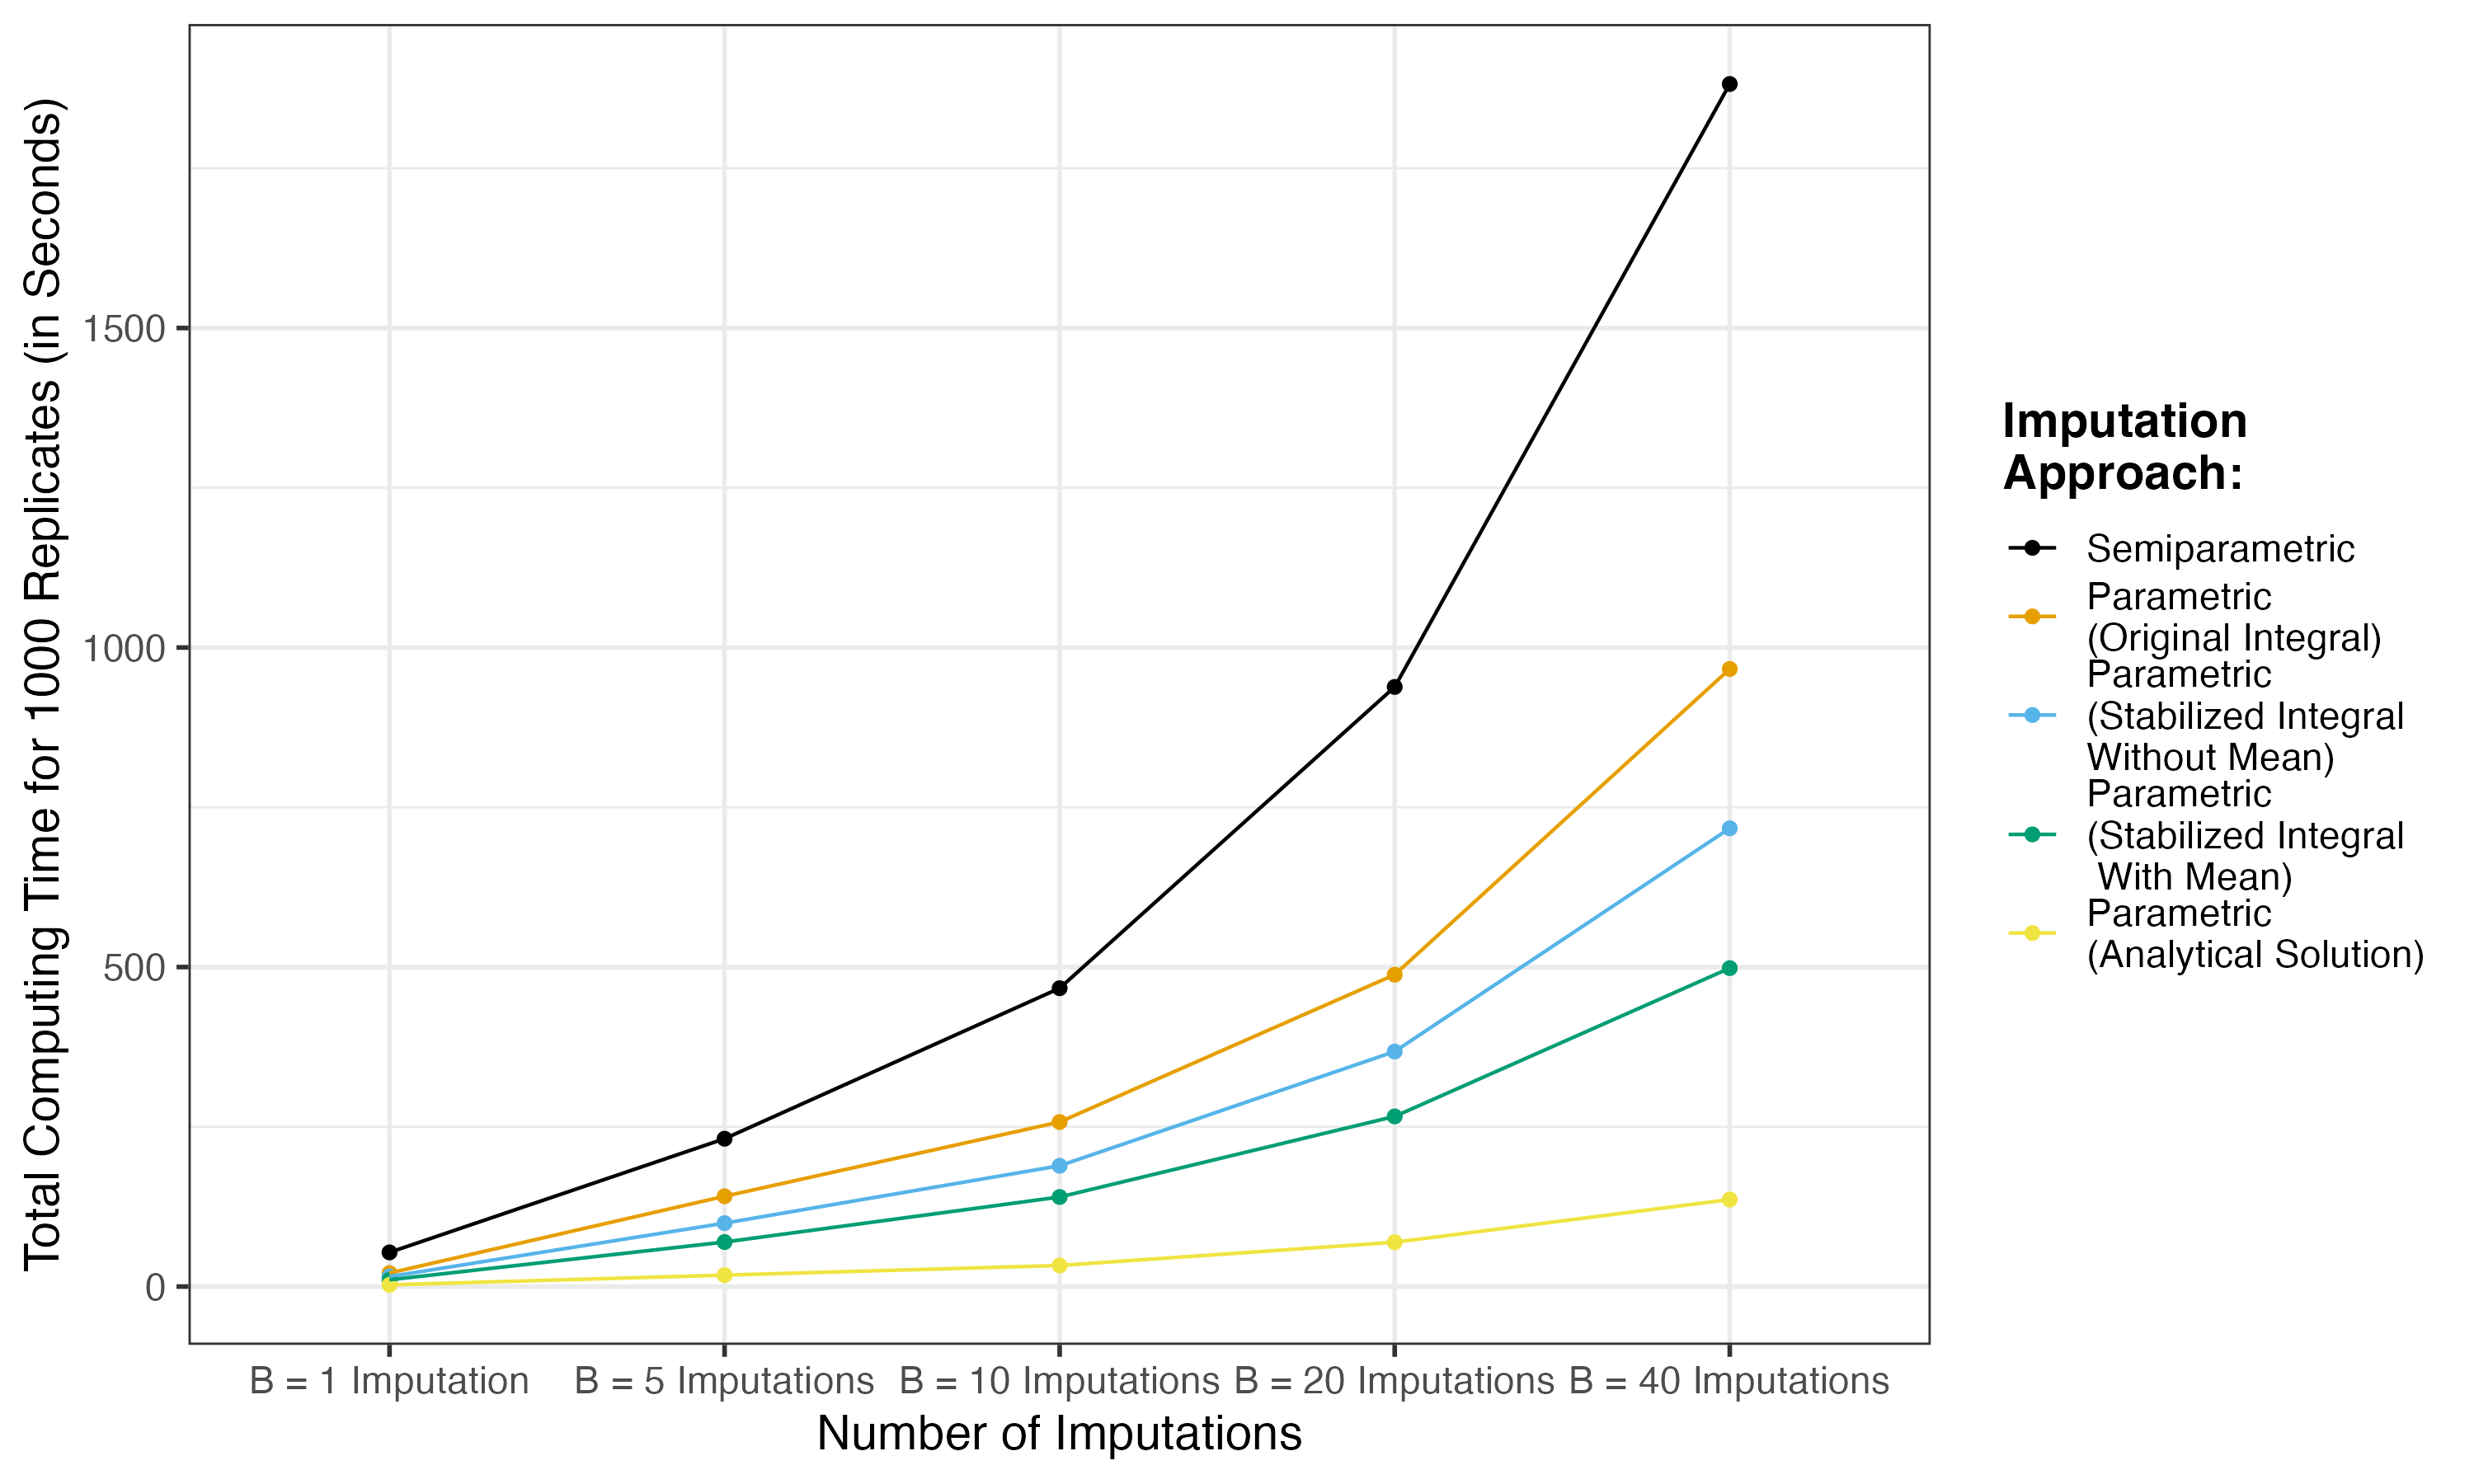 Total Computing Time for 1000 Replicates (in Seconds)
1500
1000
500
0
B = 1 Imputation
B = 5 Imputations
B = 10 Imputations
B = 20 Imputations
B = 40 Imputations
Number of Imputations
Imputation
Approach:
Semiparametric
Parametric
(Original Integral)
Parametric
(Stabilized Integral
Without Mean)
Parametric
(Stabilized Integral
With Mean)
Parametric
(Analytical Solution)